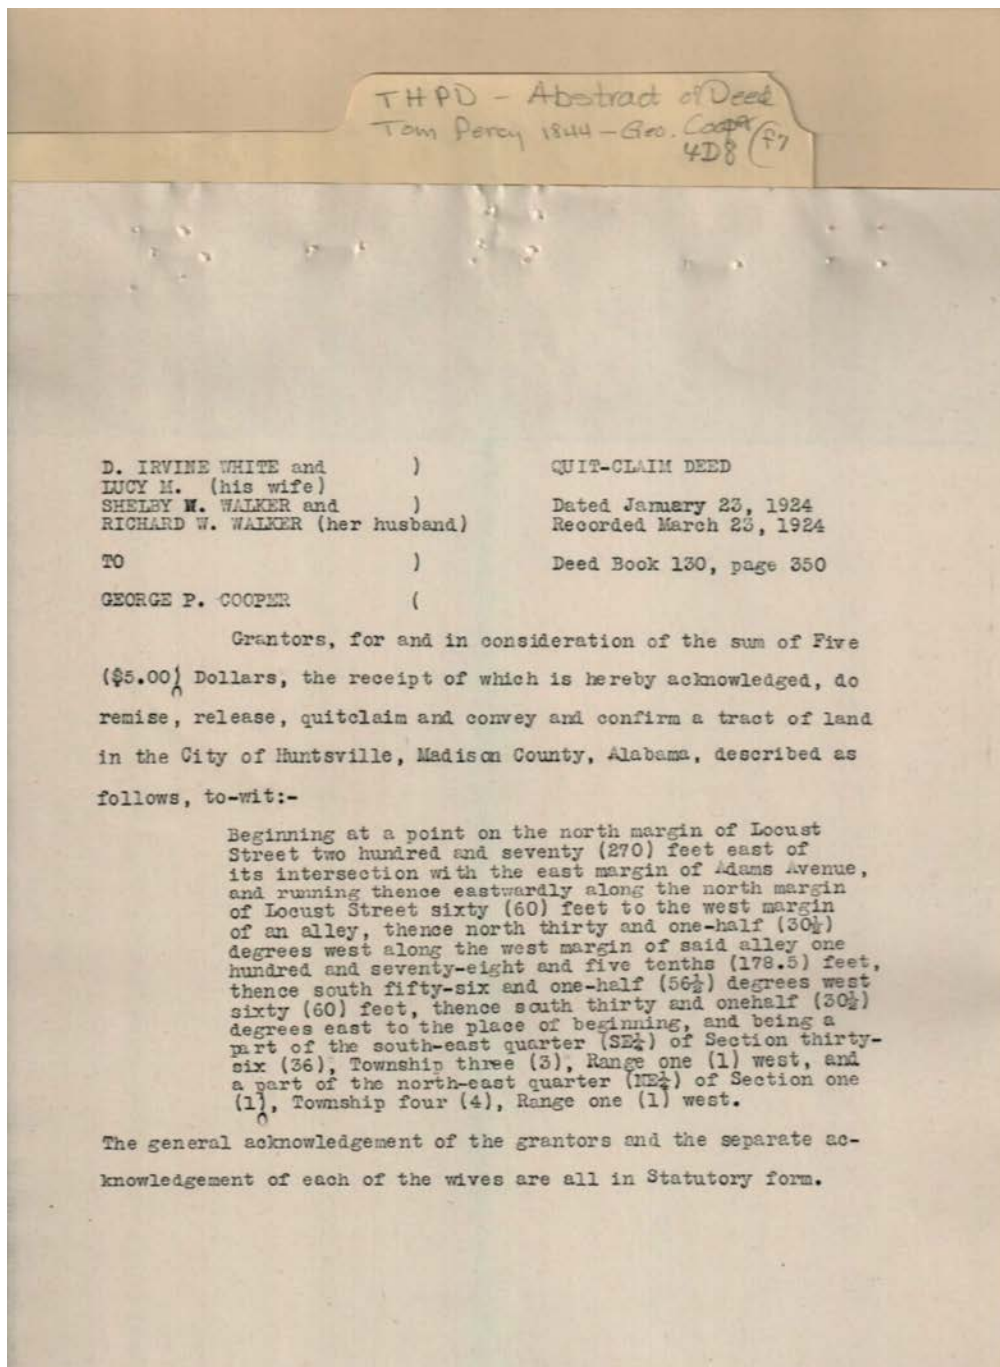 THPD - Abstract of Deed
Tom Percy 1844 - Geo. Cooper
4D8 (f7
D. IRVINE WHITE and ) QUIT-CLAIM DEED
LUCY M. (his wife)
SHELBY W. WALKER and ) Dated January 23, 1924
RICHARD W. WALKER (her husband) Recorded March 23, 1924
TO ) Deed Book 130, page 350
GEORGE P. COOPER (
Grantors, for and in consideration of the sum of Five
($5.00) Dollars, the receipt of which is hereby acknowledged, do
remise, release, quitclaim and convey and confirm a tract of land
in the City of Huntsville, Madison County, Alabama, described as
follows, to-wit:-
Beginning at a point on the north margin of Locust
Street two hundred and seventy (270) feet east of
its intersection with the east margin of Adams Avenue,
and running thence eastwardly along the north margin
of Locust Street sixty (60) feet to the west margin
of an alley, thence north thirty and one-half (30½)
degrees west along the west margin of said alley one
hundred and seventy-eight and five tenths (178.5) feet,
thence south fifty-six and one-half (56½) degrees west
sixty (60) feet, thence south thirty and onehalf (30½)
degrees east to the place of beginning, and being a
part of the south-east quarter (SE¼) of Section thirty-
six (36), Township three (3), Range one (1) west, and
a part of the north-east quarter (NE¼) of Section one
(1), Township four (4), Range one (1) west.
The general acknowledgement of the grantors and the separate ac-
knowledgement of each of the wives are all in Statutory form.